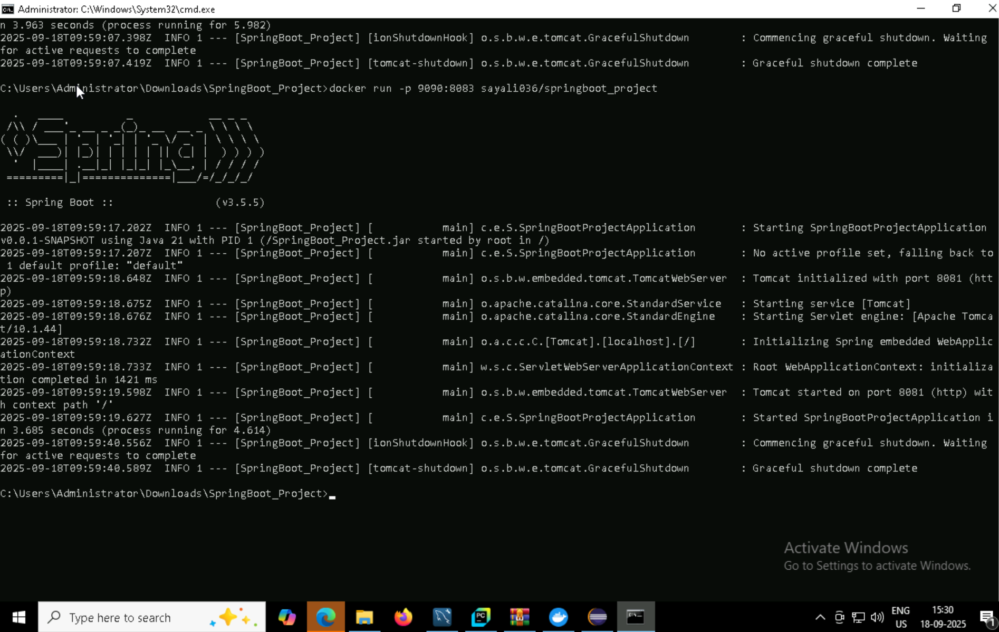 Administrator: C:\Windows\System32\cmd.exe
n 3.963 seconds (process running for 5.982)
2025-09-18T09:59:07.398Z  INFO 1 --- [SpringBoot_Project] [ionShutdownHook] o.s.b.w.e.tomcat.GracefulShutdown        : Commencing graceful shutdown. Waiting
for active requests to complete
2025-09-18T09:59:07.419Z  INFO 1 --- [SpringBoot_Project] [tomcat-shutdown] o.s.b.w.e.tomcat.GracefulShutdown        : Graceful shutdown complete
C:\Users\Administrator\Downloads\SpringBoot_Project>docker run -p 9090:8083 sayali036/springboot_project
Spring
:: Spring Boot ::                (v3.5.5)
2025-09-18T09:59:17.202Z  INFO 1 --- [SpringBoot_Project] [           main] c.e.S.SpringBootProjectApplication       : Starting SpringBootProjectApplication
v0.0.1-SNAPSHOT using Java 21 with PID 1 (/SpringBoot_Project.jar started by root in /)
2025-09-18T09:59:17.207Z  INFO 1 --- [SpringBoot_Project] [           main] c.e.S.SpringBootProjectApplication       : No active profile set, falling back to
 1 default profile: "default"
2025-09-18T09:59:18.648Z  INFO 1 --- [SpringBoot_Project] [           main] o.s.b.w.embedded.tomcat.TomcatWebServer  : Tomcat initialized with port 8081 (htt
p)
2025-09-18T09:59:18.675Z  INFO 1 --- [SpringBoot_Project] [           main] o.apache.catalina.core.StandardService   : Starting service [Tomcat]
2025-09-18T09:59:18.676Z  INFO 1 --- [SpringBoot_Project] [           main] o.apache.catalina.core.StandardEngine    : Starting Servlet engine: [Apache Tomca
t/10.1.44]
2025-09-18T09:59:18.732Z  INFO 1 --- [SpringBoot_Project] [           main] o.a.c.c.C.[Tomcat].[localhost].[/]       : Initializing Spring embedded WebApplic
ationContext
2025-09-18T09:59:18.733Z  INFO 1 --- [SpringBoot_Project] [           main] w.s.c.ServletWebServerApplicationContext : Root WebApplicationContext: initializa
tion completed in 1421 ms
2025-09-18T09:59:19.598Z  INFO 1 --- [SpringBoot_Project] [           main] o.s.b.w.embedded.tomcat.TomcatWebServer  : Tomcat started on port 8081 (http) wit
h context path '/'
2025-09-18T09:59:19.627Z  INFO 1 --- [SpringBoot_Project] [           main] c.e.S.SpringBootProjectApplication       : Started SpringBootProjectApplication i
n 3.685 seconds (process running for 4.614)
2025-09-18T09:59:40.556Z  INFO 1 --- [SpringBoot_Project] [ionShutdownHook] o.s.b.w.e.tomcat.GracefulShutdown        : Commencing graceful shutdown. Waiting
for active requests to complete
2025-09-18T09:59:40.589Z  INFO 1 --- [SpringBoot_Project] [tomcat-shutdown] o.s.b.w.e.tomcat.GracefulShutdown        : Graceful shutdown complete
C:\Users\Administrator\Downloads\SpringBoot_Project>
Activate Windows
Go to Settings to activate Windows.
Type here to search
PC
ENG
US
15:30
18-09-2025
1